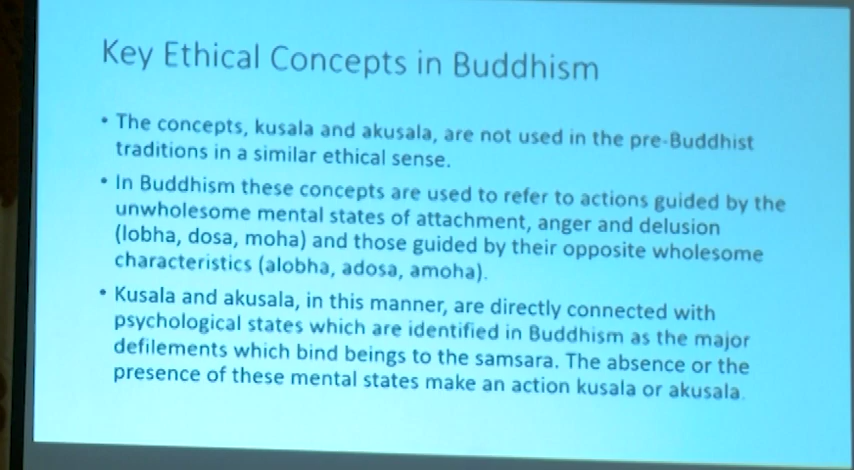 Key Ethical Concepts in Buddhism
• The concepts, kusala and akusala, are not used in the pre-Buddhist
traditions in a similar ethical sense.
• In Buddhism these concepts are used to refer to actions guided by the
unwholesome mental states of attachment, anger and delusion
(lobha, dosa, moha) and those guided by their opposite wholesome
characteristics (alobha, adosa, amoha).
• Kusala and akusala, in this manner, are directly connected with
psychological states which are identified in Buddhism as the major
defilements which bind beings to the samsara. The absence or the
presence of these mental states make an action kusala or akusala.